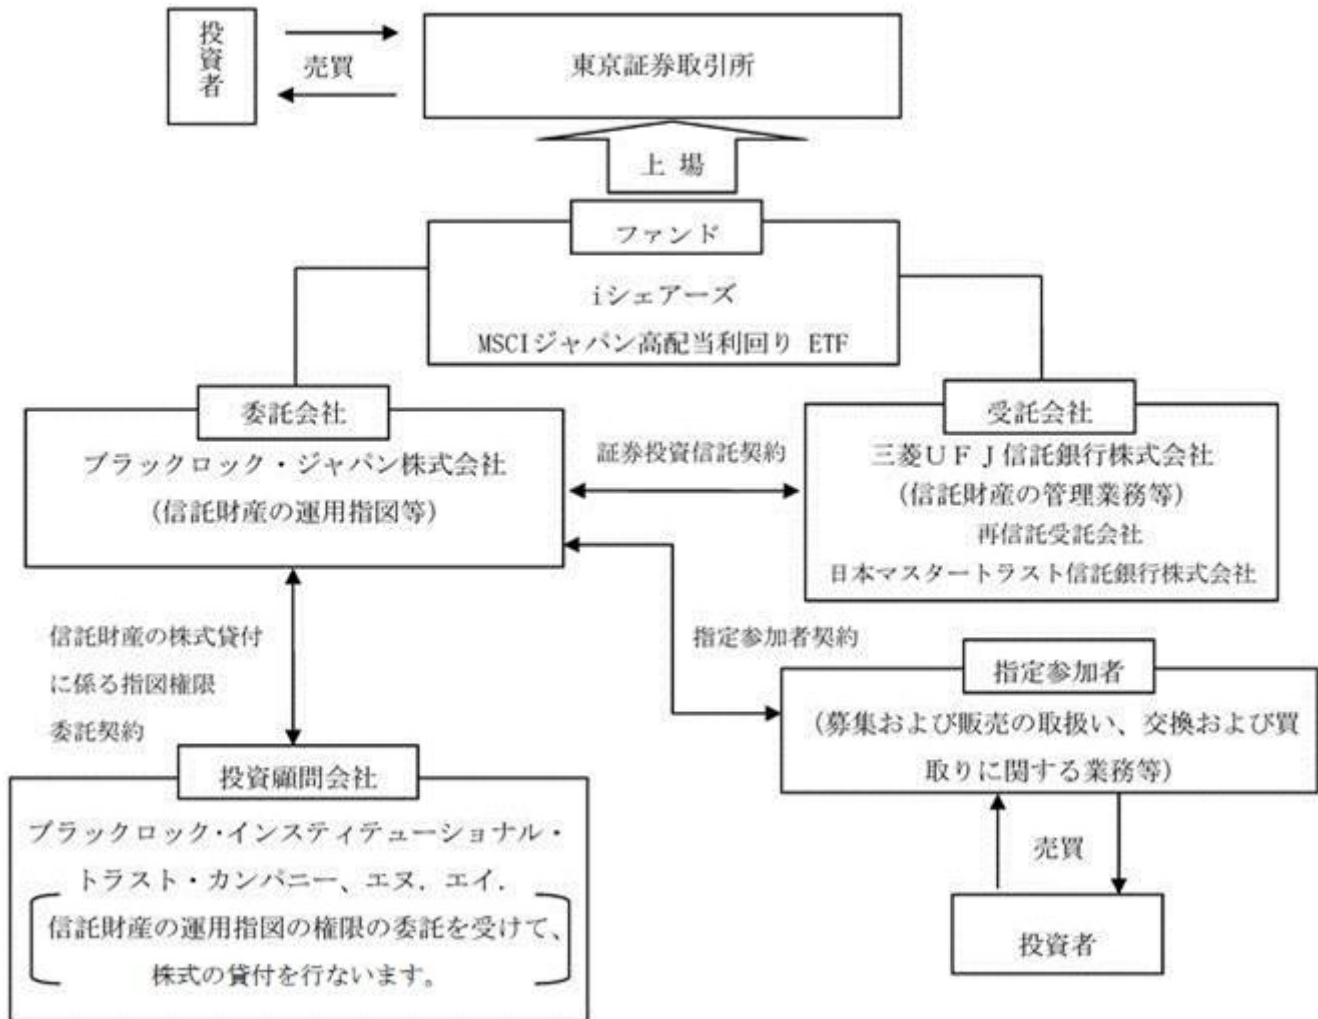 投資者
売買
東京証券取引所
上 場
ファンド
iシェアーズ
MSCIジャパン高配当利回り ETF
委託会社
ブラックロック・ジャパン株式会社
(信託財産の運用指図等)
証券投資信託契約
受託会社
三菱ＵＦＪ信託銀行株式会社
(信託財産の管理業務等)
再信託受託会社
日本マスタートラスト信託銀行株式会社
信託財産の株式貸付
に係る指図権限
委託契約
指定参加者契約
指定参加者
(募集および販売の取扱い、交換および買
取りに関する業務等)
売買
投資者
投資顧問会社
ブラックロック・インスティテューショナル・
トラスト・カンパニー、エヌ．エイ．
信託財産の運用指図の権限の委託を受けて、
株式の貸付を行ないます。